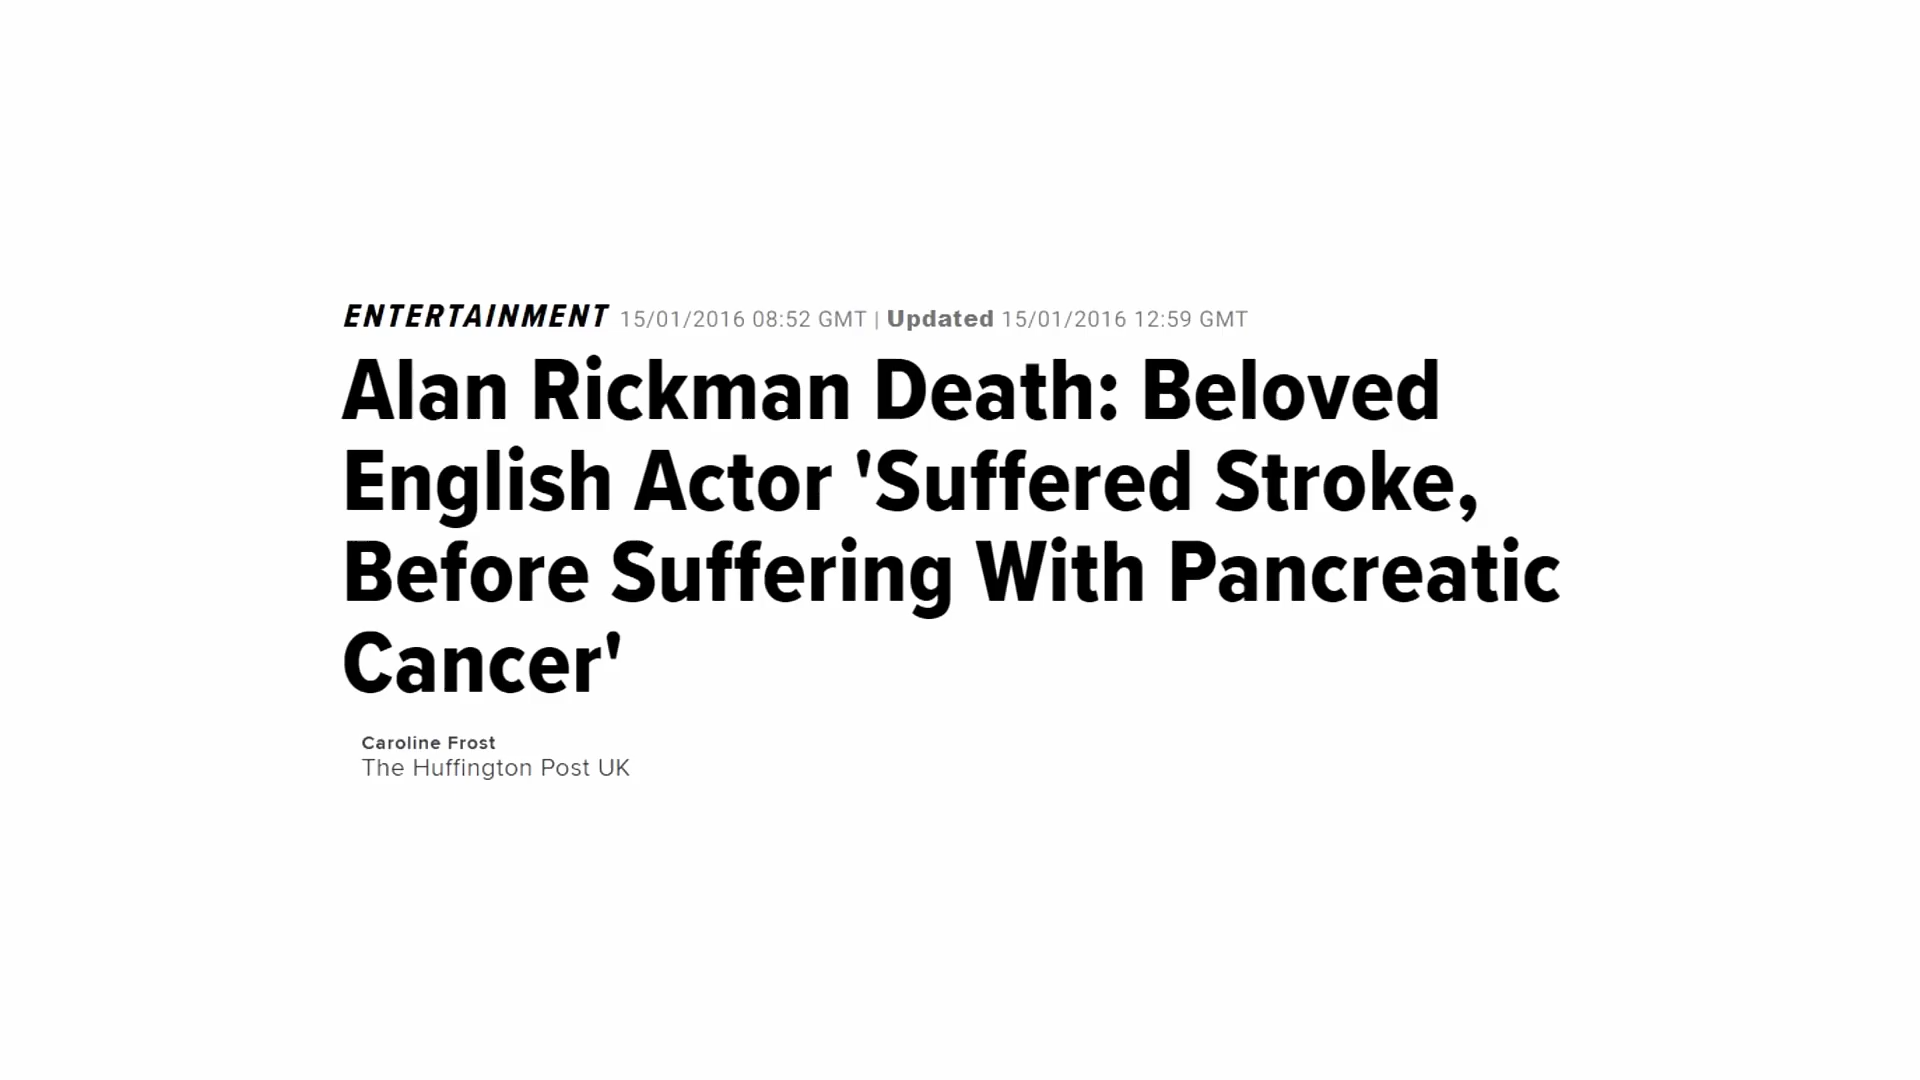 ENTERTAINMENT 15/01/2016 08:52 GMT | Updated 15/01/2016 12:59 GMT
Alan Rickman Death: Beloved
English Actor 'Suffered Stroke,
Before Suffering With Pancreatic
Cancer'
Caroline Frost
The Huffington Post UK